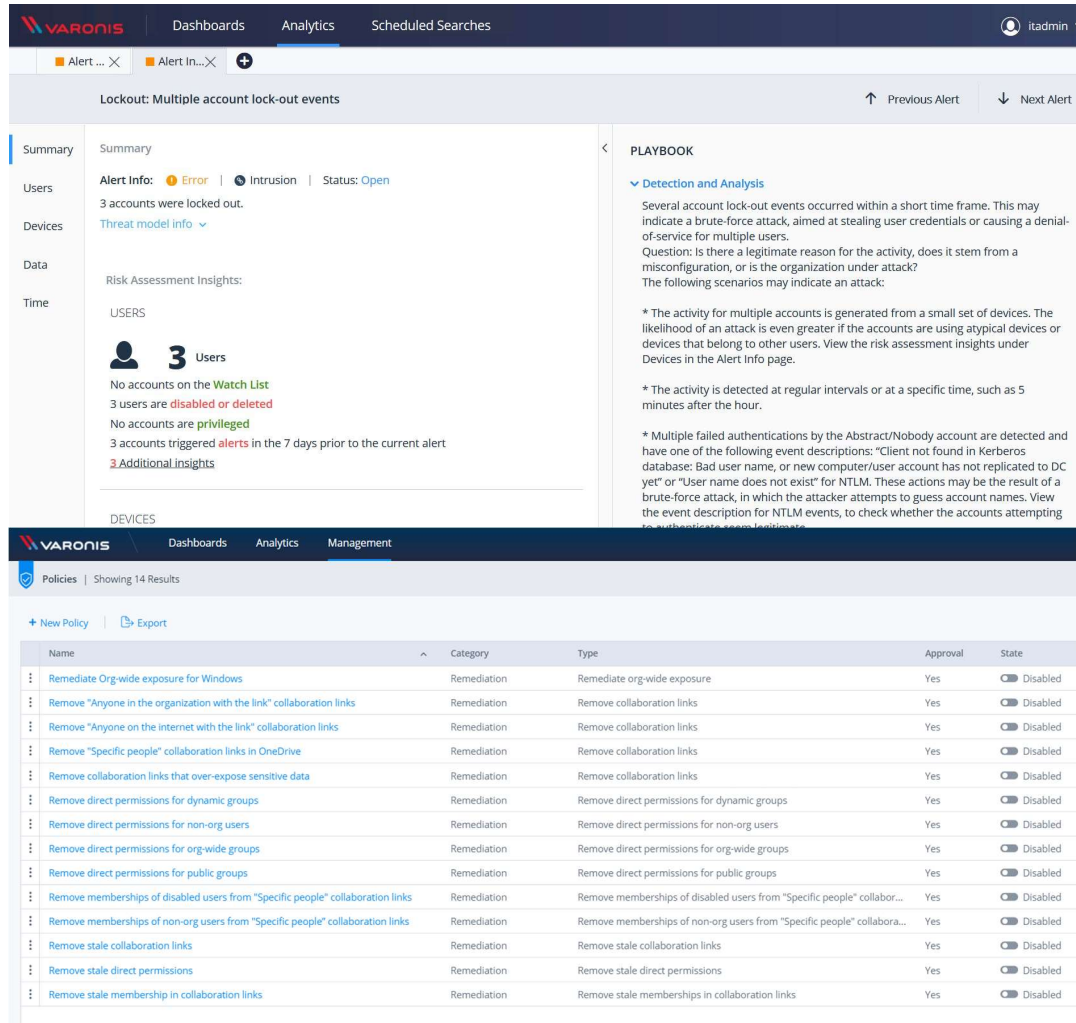 VARONIS Dashboards Analytics Scheduled Searches itadmin
Alert ... Alert In...
Lockout: Multiple account lock-out events Previous Alert Next Alert
Summary
Users
Devices
Data
Time
Summary
Alert Info: Error | Intrusion | Status: Open
3 accounts were locked out.
Threat model info
Risk Assessment Insights:
USERS
3 Users
No accounts on the Watch List
3 users are disabled or deleted
No accounts are privileged
3 accounts triggered alerts in the 7 days prior to the current alert
3 Additional insights
DEVICES
PLAYBOOK
Detection and Analysis
Several account lock-out events occurred within a short time frame. This may
indicate a brute-force attack, aimed at stealing user credentials or causing a denial-
of-service for multiple users.
Question: Is there a legitimate reason for the activity, does it stem from a
misconfiguration, or is the organization under attack?
The following scenarios may indicate an attack:
* The activity for multiple accounts is generated from a small set of devices. The
likelihood of an attack is even greater if the accounts are using atypical devices or
devices that belong to other users. View the risk assessment insights under
Devices in the Alert Info page.
* The activity is detected at regular intervals or at a specific time, such as 5
minutes after the hour.
* Multiple failed authentications by the Abstract/Nobody account are detected and
have one of the following event descriptions: “Client not found in Kerberos
database: Bad user name, or new computer/user account has not replicated to DC
yet” or “User name does not exist” for NTLM. These actions may be the result of a
brute-force attack, in which the attacker attempts to guess account names. View
the event description for NTLM events, to check whether the accounts attempting
to authenticate seem legitimate.
VARONIS Dashboards Analytics Management
Policies | Showing 14 Results
+ New Policy | Export
Name Category Type Approval State
Remediate Org-wide exposure for Windows Remediation Remediate org-wide exposure Yes Disabled
Remove "Anyone in the organization with the link" collaboration links Remediation Remove collaboration links Yes Disabled
Remove "Anyone on the internet with the link" collaboration links Remediation Remove collaboration links Yes Disabled
Remove "Specific people" collaboration links in OneDrive Remediation Remove collaboration links Yes Disabled
Remove collaboration links that over-expose sensitive data Remediation Remove collaboration links Yes Disabled
Remove direct permissions for dynamic groups Remediation Remove direct permissions for dynamic groups Yes Disabled
Remove direct permissions for non-org users Remediation Remove direct permissions for non-org users Yes Disabled
Remove direct permissions for org-wide groups Remediation Remove direct permissions for org-wide groups Yes Disabled
Remove direct permissions for public groups Remediation Remove direct permissions for public groups Yes Disabled
Remove memberships of disabled users from "Specific people" collaboration links Remediation Remove memberships of disabled users from "Specific people" collabor... Yes Disabled
Remove memberships of non-org users from "Specific people" collaboration links Remediation Remove memberships of non-org users from "Specific people" collabora... Yes Disabled
Remove stale collaboration links Remediation Remove stale collaboration links Yes Disabled
Remove stale direct permissions Remediation Remove stale direct permissions Yes Disabled
Remove stale membership in collaboration links Remediation Remove stale memberships in collaboration links Yes Disabled